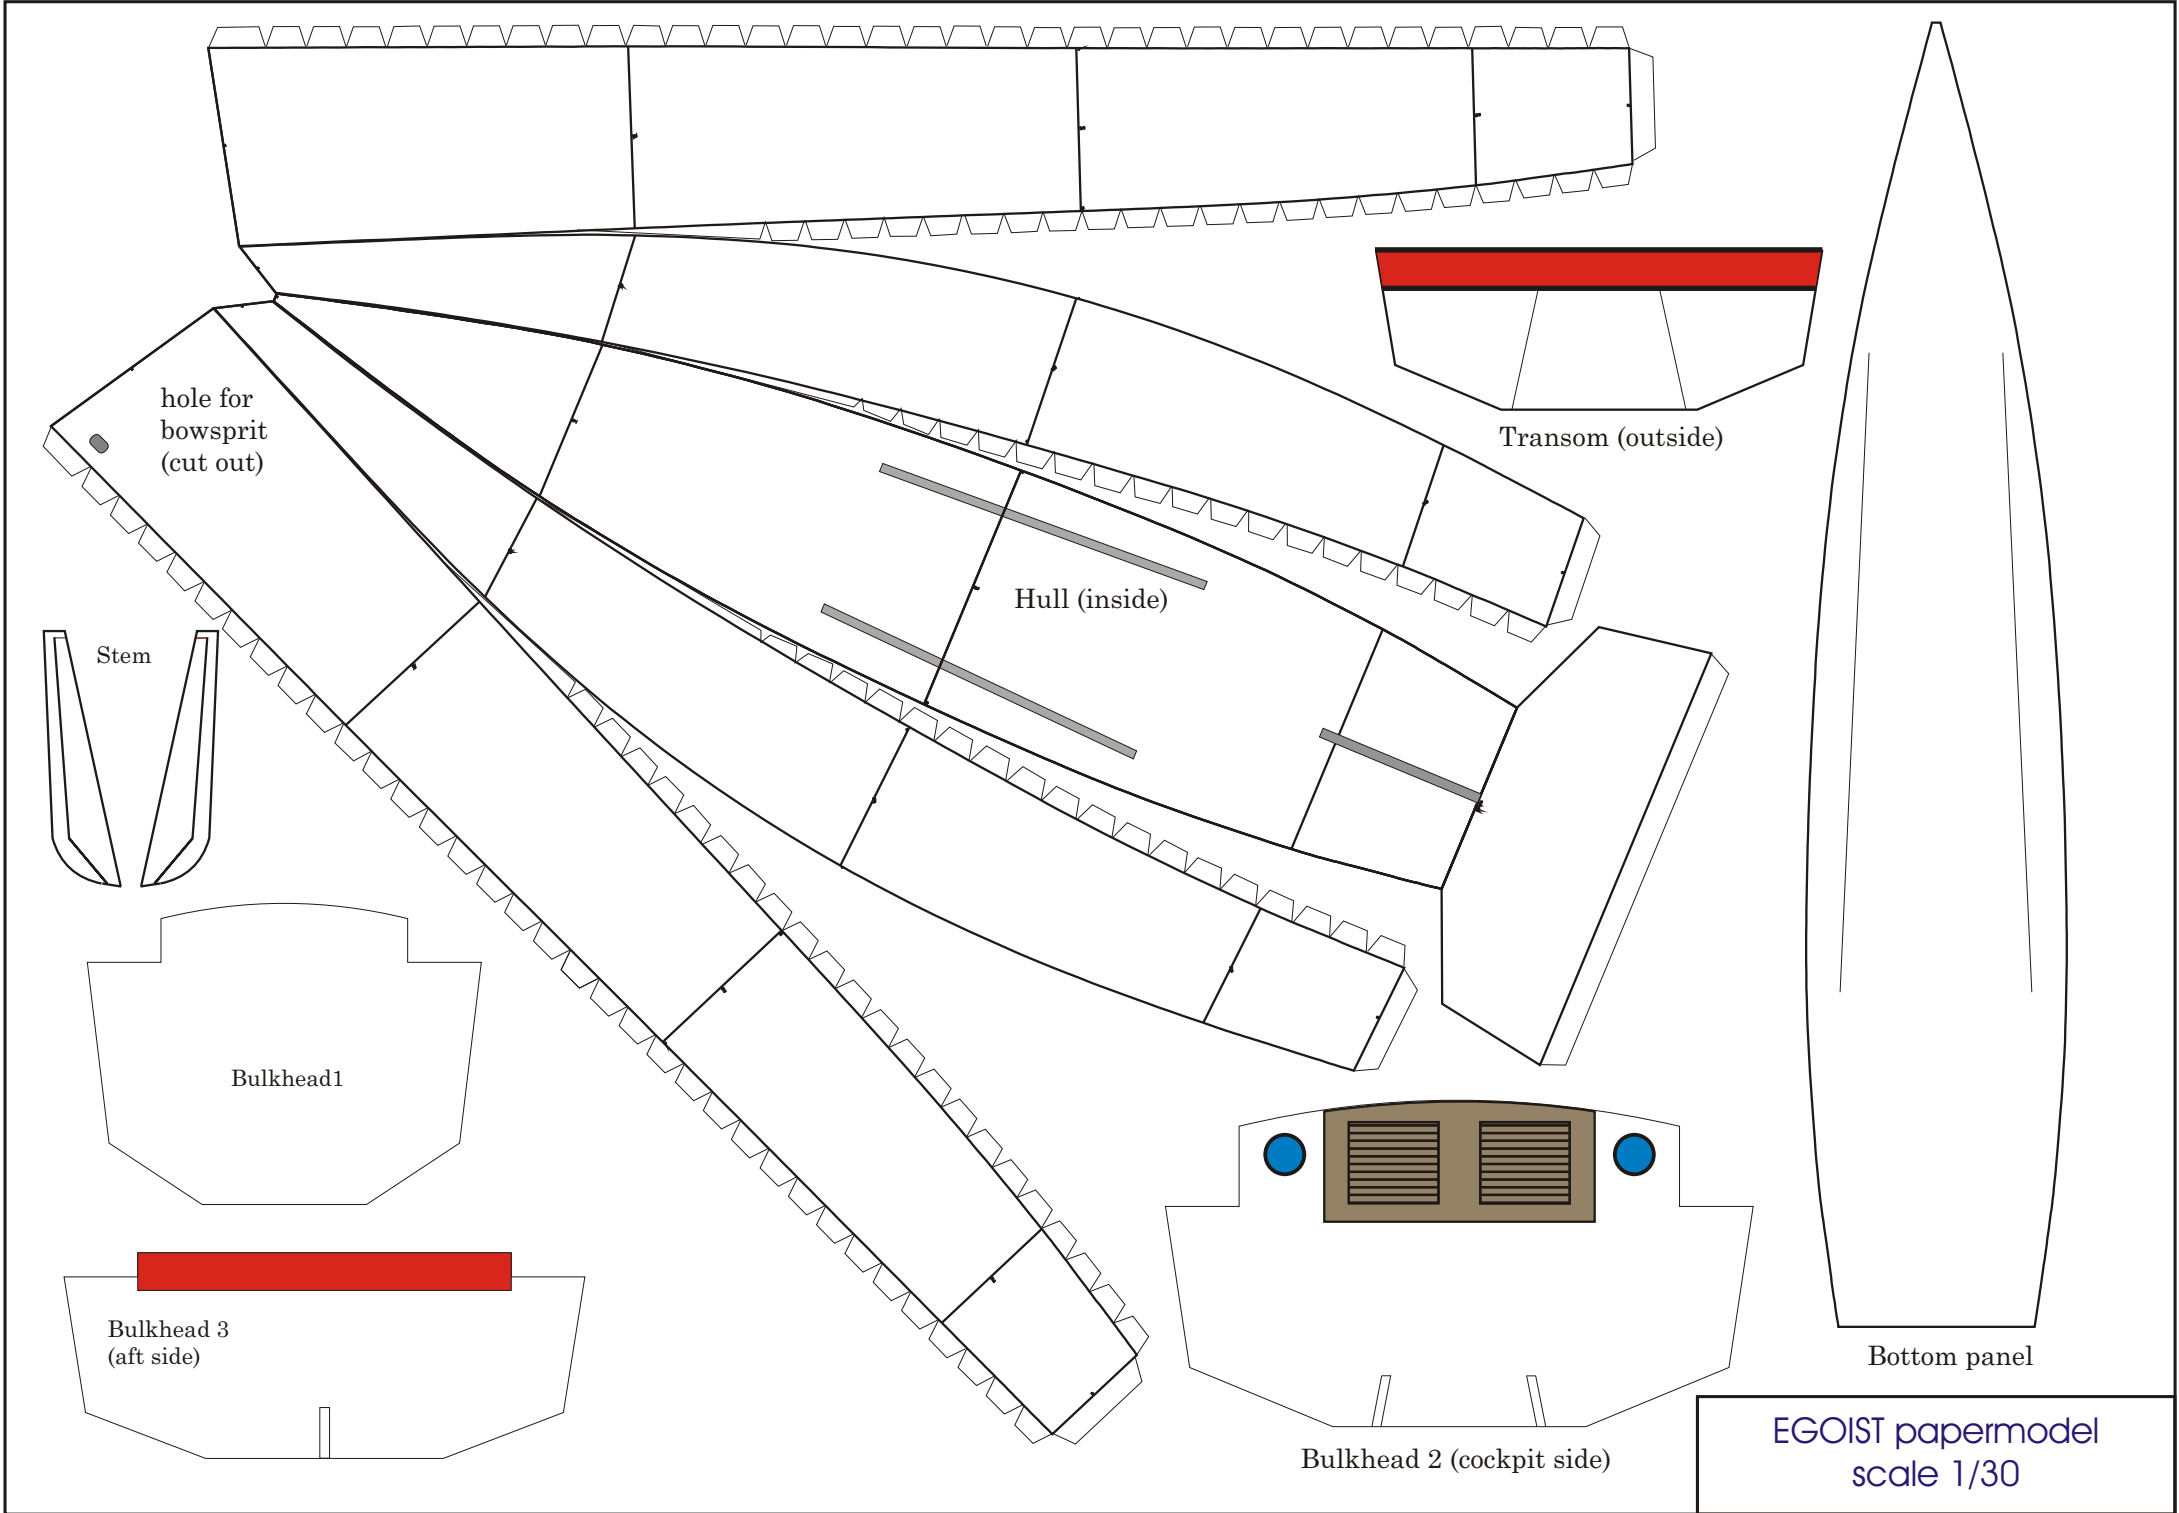 hole for
bowsprit
(cut out)
Transom (outside)
Hull (inside)
Stem
Bulkhead1
Bulkhead 3
(aft side)
Bulkhead 2 (cockpit side)
Bottom panel
EGOIST papermodel
scale 1/30